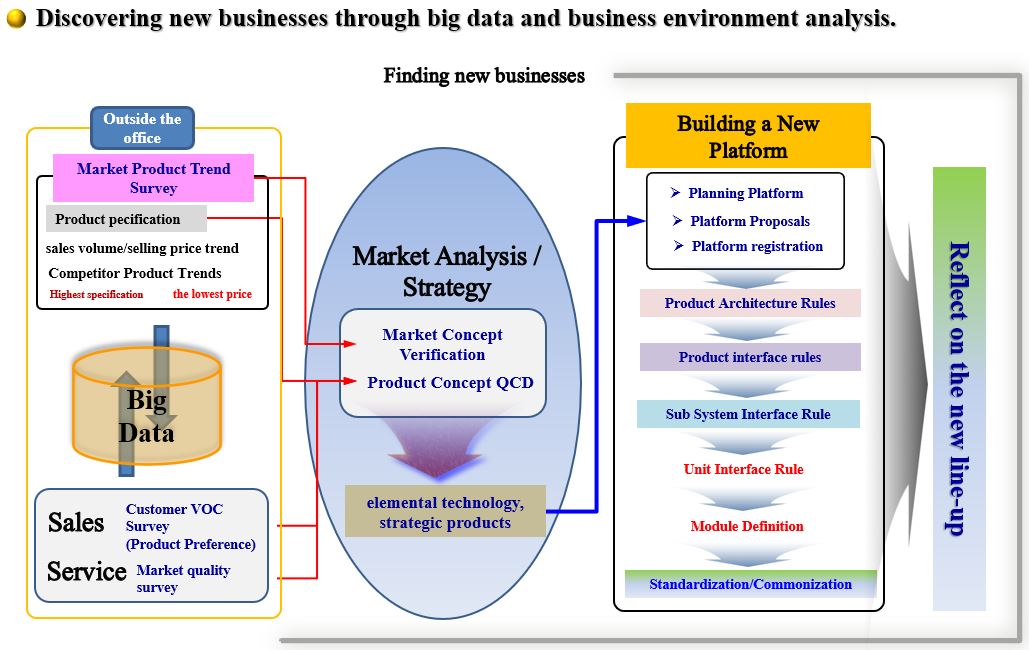 Discovering new businesses through big data and business environment analysis.
Finding new businesses
Outside the
office
Market Product Trend
Survey
Product pecification
sales volume/selling price trend
Competitor Product Trends
Highest specification the lowest price
Big
Data
Sales
Customer VOC
Survey
(Product Preference)
Service
Market quality
survey
Market Analysis /
Strategy
Market Concept
Verification
Product Concept QCD
elemental technology,
strategic products
Building a New
Platform
Planning Platform
Platform Proposals
Platform registration
Product Architecture Rules
Product interface rules
Sub System Interface Rule
Unit Interface Rule
Module Definition
Standardization/Commonization
Reflect on the new line-up